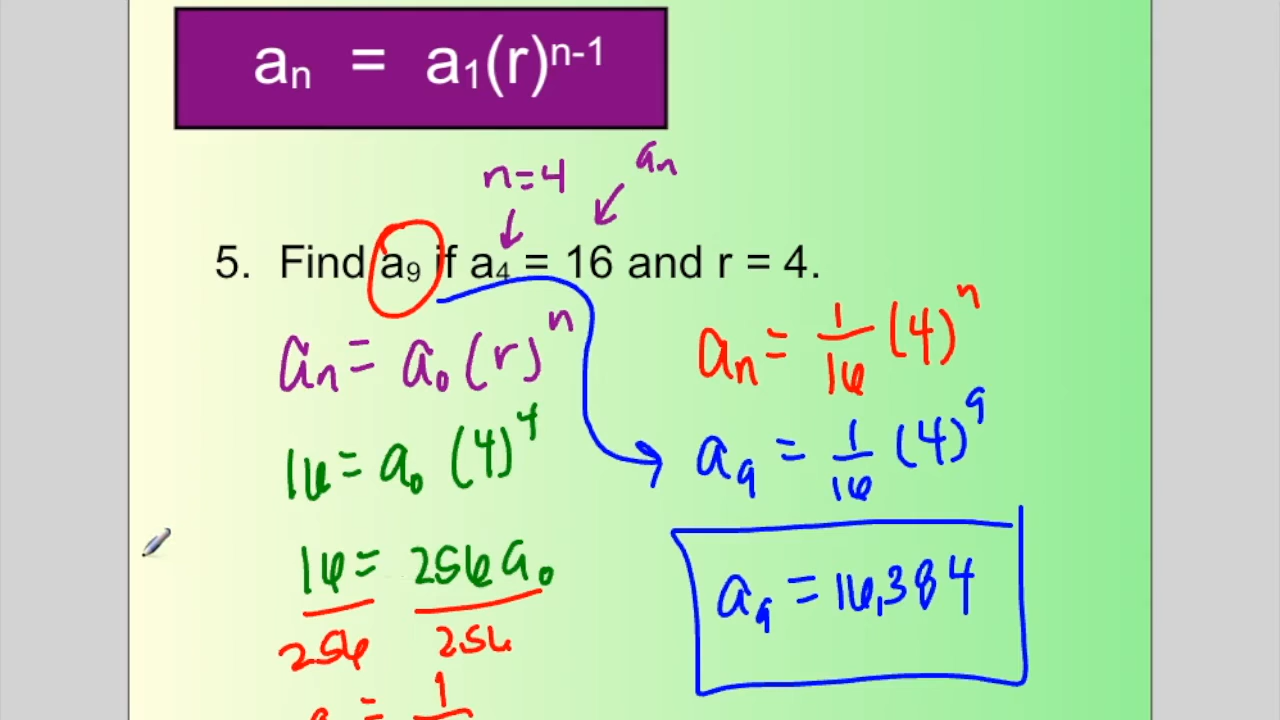 aₙ = a₁(r)ⁿ⁻¹
n=4
aₙ
5. Find a₉ if a₄ = 16 and r = 4.
aₙ = a₀ (r)ⁿ
16 = a₀ (4)⁴
16 = 256a₀
256 256
= 1
aₙ = 1/16 (4)ⁿ
a₉ = 1/16 (4)⁹
a₉ = 16,384